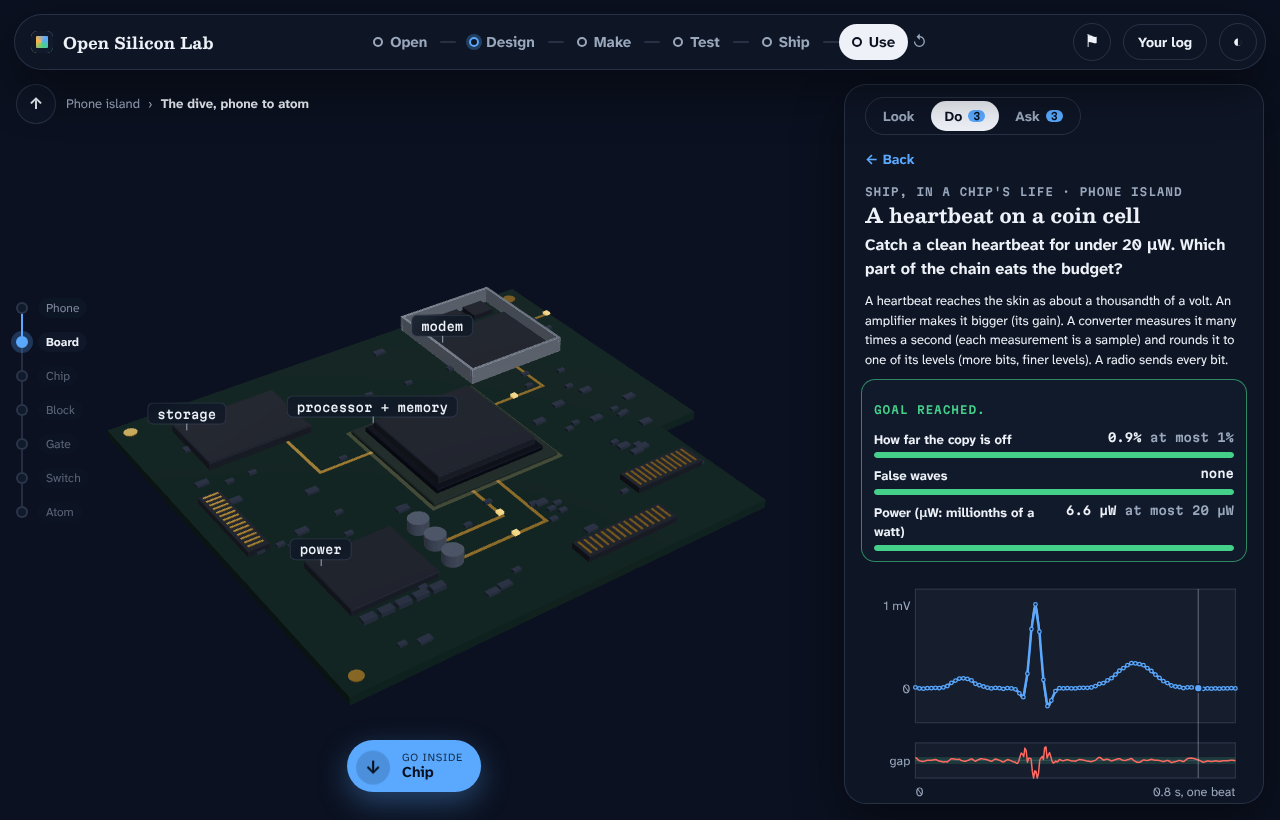 Open Silicon Lab
Open
Design
Make
Test
Ship
Use
Your log
Phone island › The dive, phone to atom
Look
Do 3
Ask 3
← Back
SHIP, IN A CHIP'S LIFE · PHONE ISLAND
A heartbeat on a coin cell
Catch a clean heartbeat for under 20 µW. Which
part of the chain eats the budget?
A heartbeat reaches the skin as about a thousandth of a volt. An
amplifier makes it bigger (its gain). A converter measures it many
times a second (each measurement is a sample) and rounds it to
one of its levels (more bits, finer levels). A radio sends every bit.
GOAL REACHED.
How far the copy is off 0.9% at most 1%
False waves none
Power (µW: millionths of a
watt) 6.6 µW at most 20 µW
1 mV
0
gap
0 0.8 s, one beat
Phone
Board
Chip
Block
Gate
Switch
Atom
modem
processor + memory
storage
power
GO INSIDE
Chip